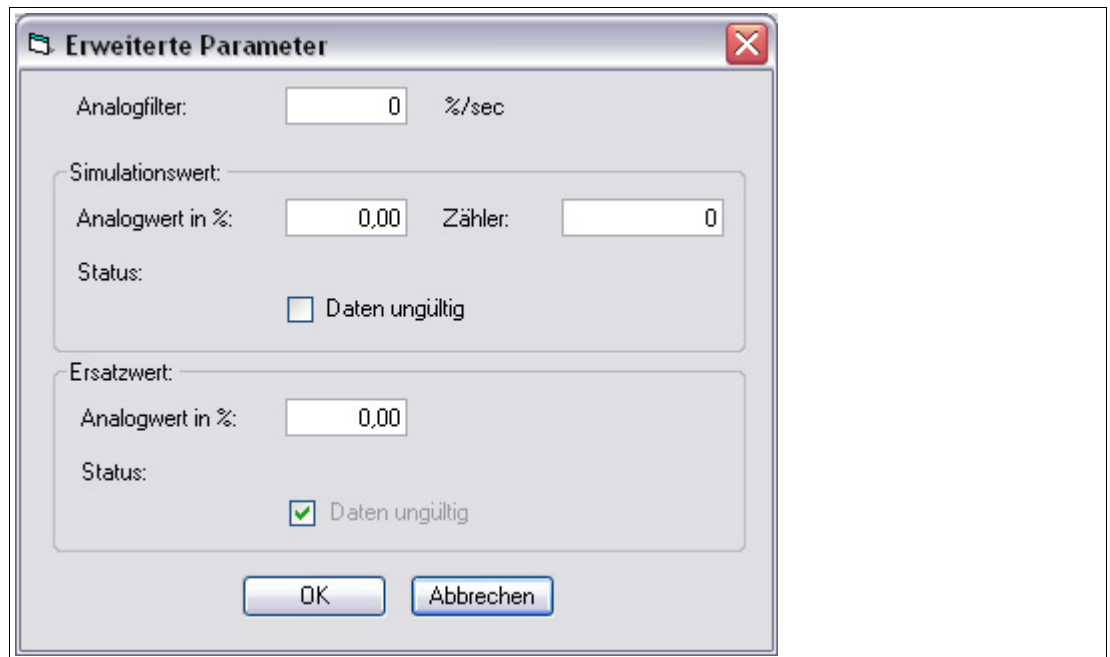 Erweiterte Parameter
Analogfilter: 0 %/sec
Simulationswert:
Analogwert in %: 0,00 Zähler: 0
Status:
Daten ungültig
Ersatzwert:
Analogwert in %: 0,00
Status:
Daten ungültig
OK Abbrechen